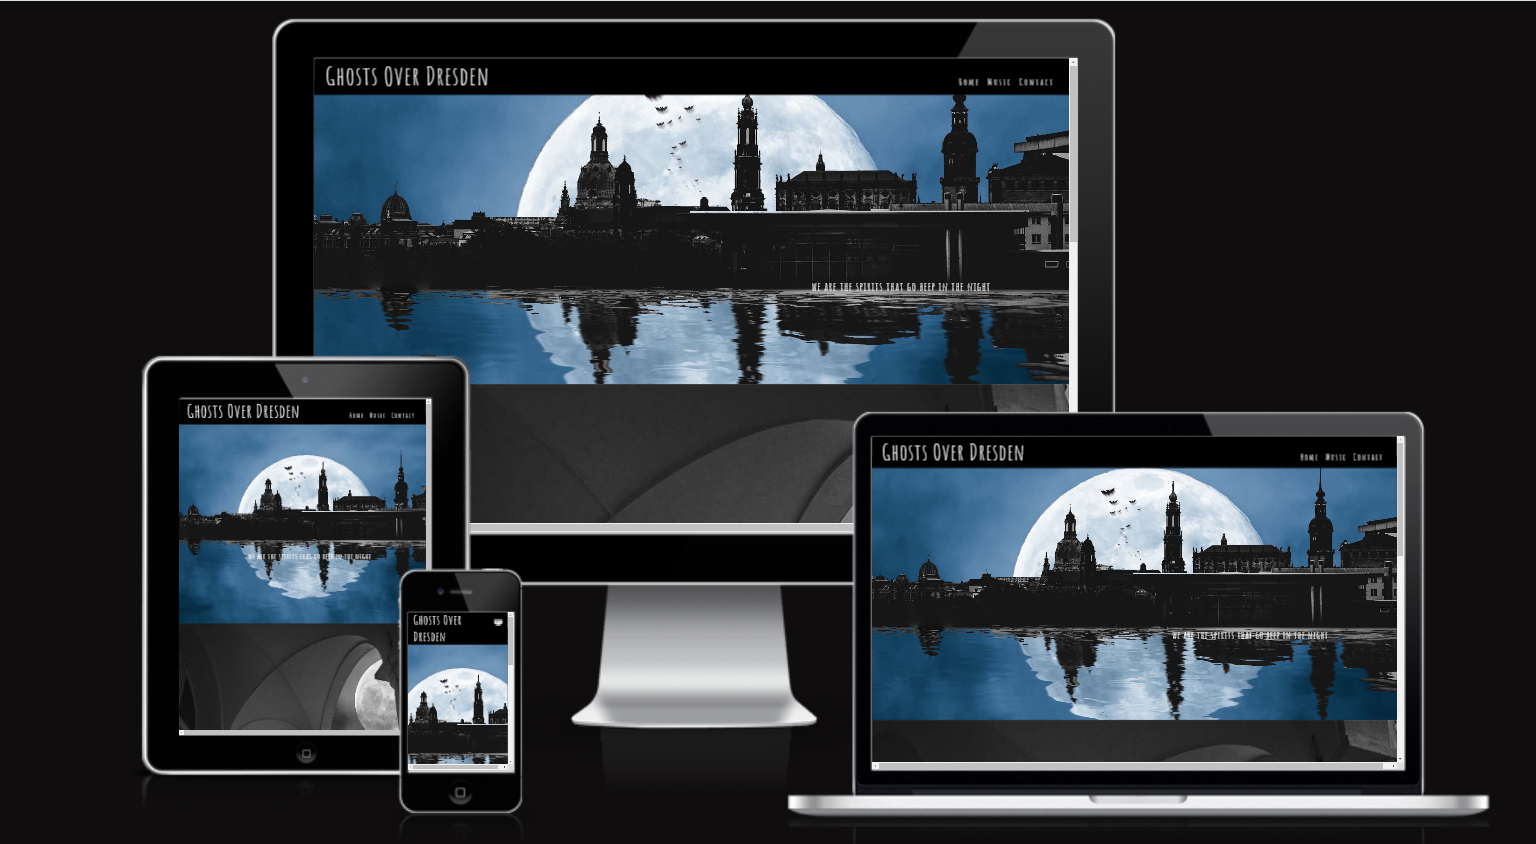 Ghosts Over Dresden
Home Music Contact
we are the spirits that go beep in the night
Ghosts Over Dresden
Home Music Contact
we are the spirits that go beep in the night
Ghosts Over
Dresden
Ghosts Over Dresden
Home Music Contact
we are the spirits that go beep in the night